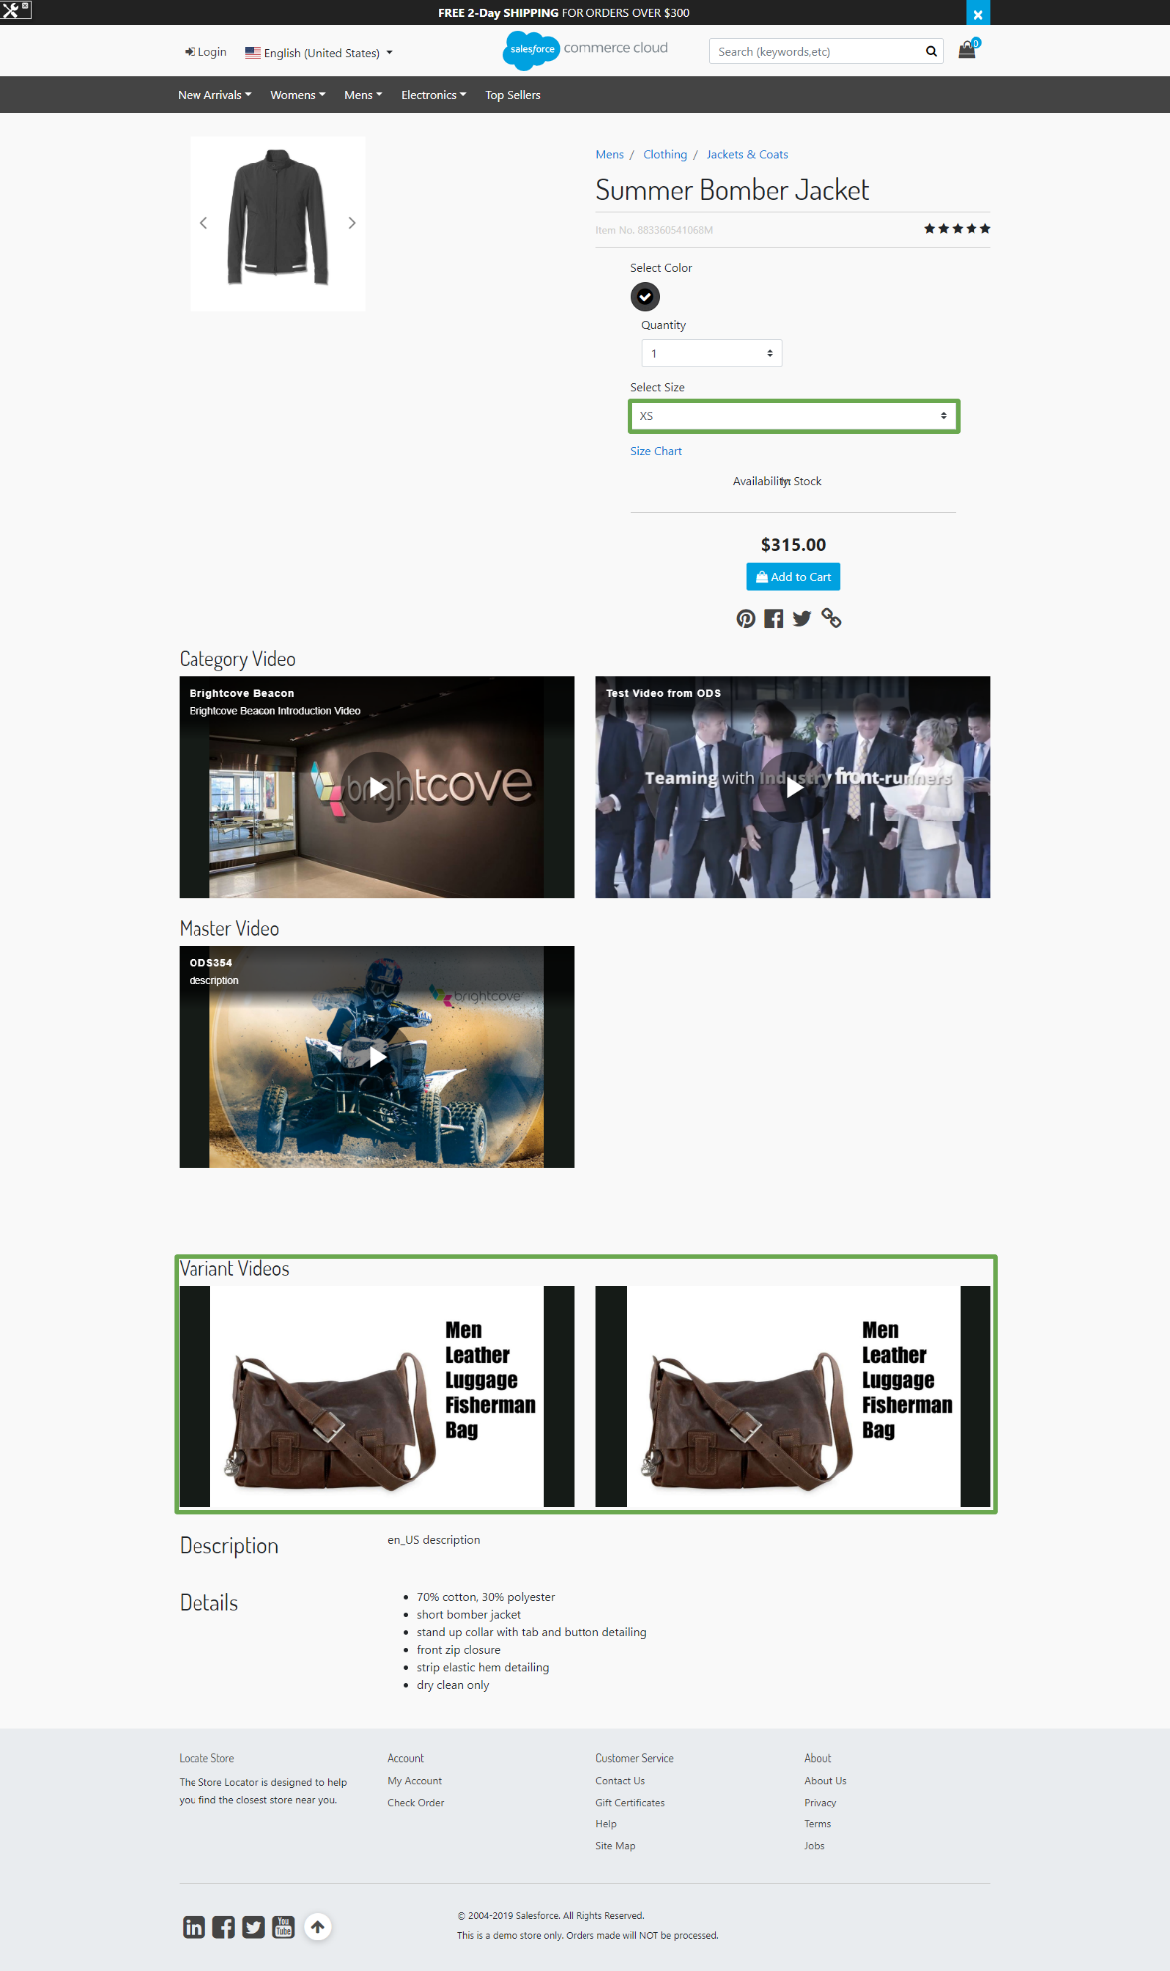 FREE 2-Day SHIPPING FOR ORDERS OVER $300
Login
English (United States)
salesforce commerce cloud
Search (keywords,etc)
0
New Arrivals
Womens
Mens
Electronics
Top Sellers
Mens / Clothing / Jackets & Coats
Summer Bomber Jacket
Item No. 883360541068M
Select Color
Quantity
1
Select Size
XS
Size Chart
Availability: In Stock
$315.00
Add to Cart
Category Video
Brightcove Beacon
Brightcove Beacon Introduction Video
brightcove
Test Video from ODS
Teaming with Industry front-runners
Master Video
ODS354
description
brightcove
Variant Videos
Men
Leather
Luggage
Fisherman
Bag
Men
Leather
Luggage
Fisherman
Bag
Description
en_US description
Details
70% cotton, 30% polyester
short bomber jacket
stand up collar with tab and button detailing
front zip closure
strip elastic hem detailing
dry clean only
Locate Store
The Store Locator is designed to help
you find the closest store near you.
Account
My Account
Check Order
Customer Service
Contact Us
Gift Certificates
Help
Site Map
About
About Us
Privacy
Terms
Jobs
in
You
Tube
© 2004-2019 Salesforce. All Rights Reserved.
This is a demo store only. Orders made will NOT be processed.